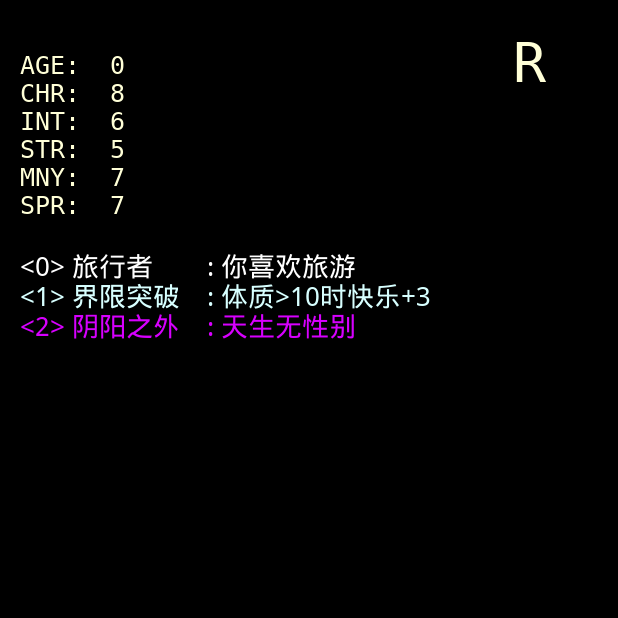 R
AGE: 0
CHR: 8
INT: 6
STR: 5
MNY: 7
SPR: 7
<0> 旅行者 : 你喜欢旅游
<1> 界限突破 : 体质>10时快乐+3
<2> 阴阳之外 : 天生无性别